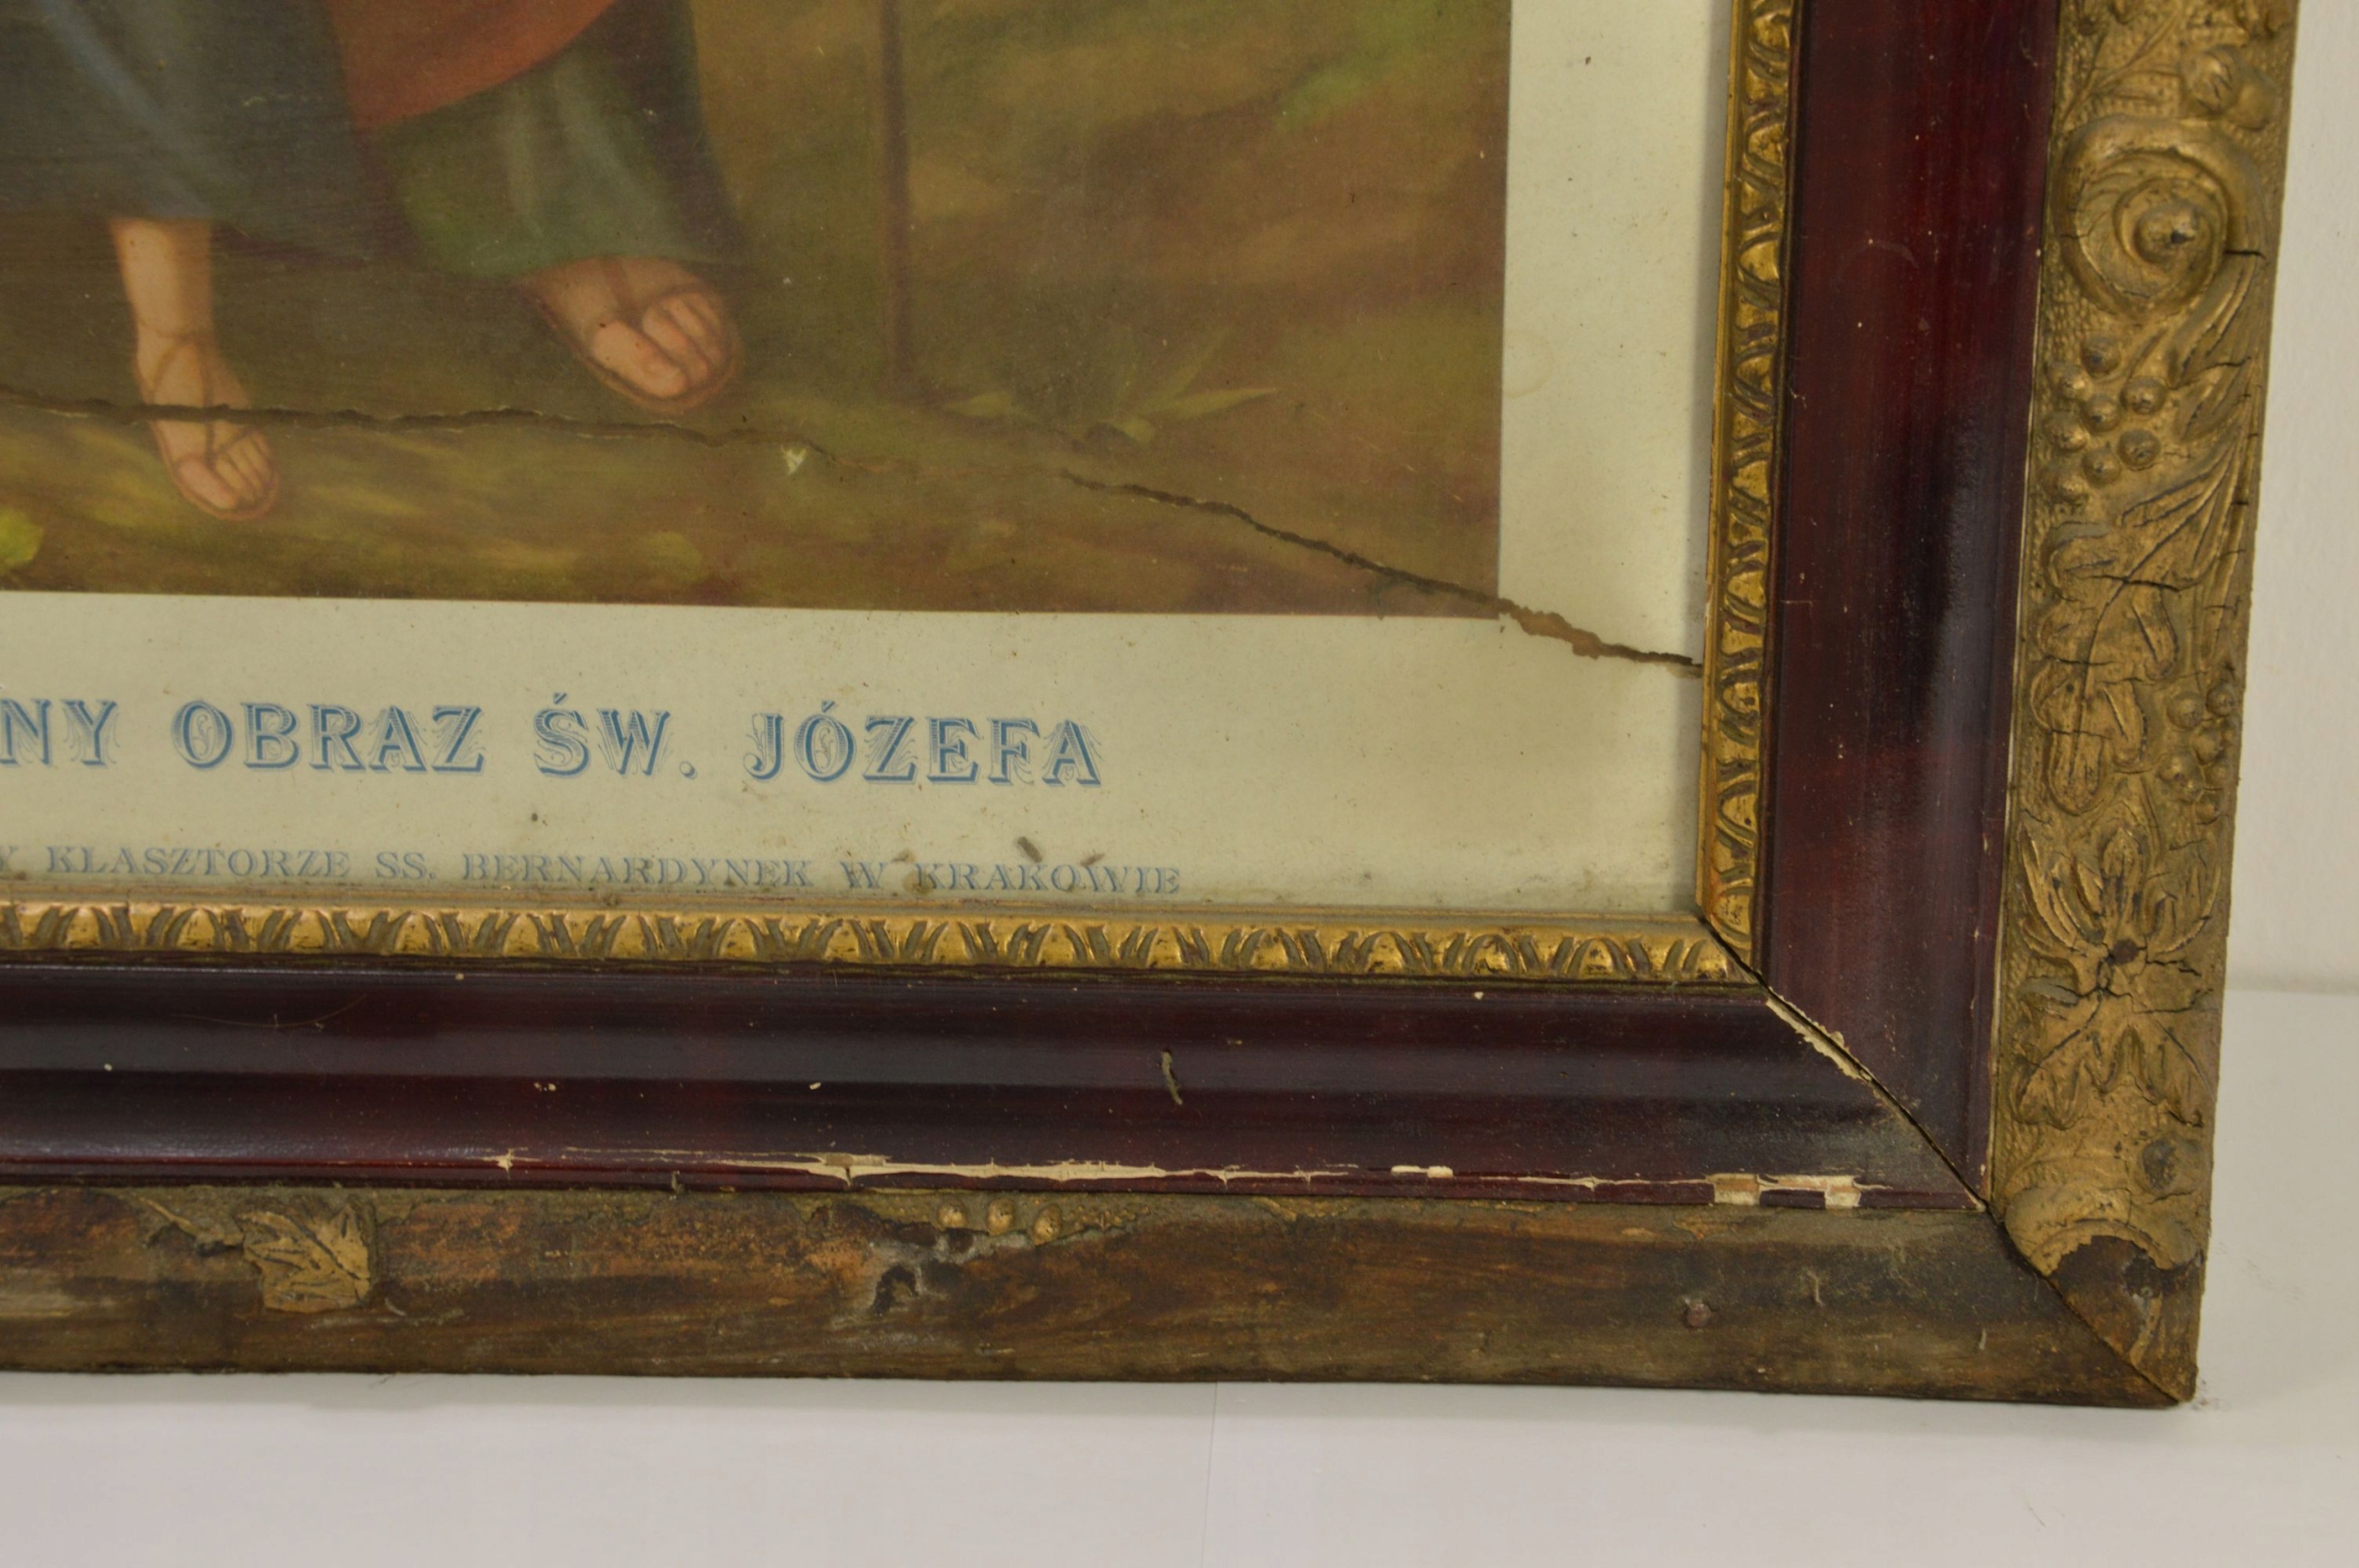 NY OBRAZ ŚW. JÓZEFA
KLASZTORZE SS. BERNARDYNEK W KRAKOWIE